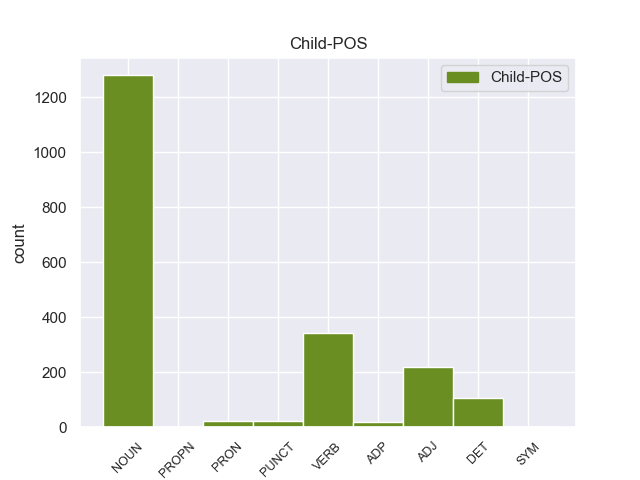 Child-POS
Child-POS
count
1200
1000
800
600
400
200
0
NOUN
PROPN
PRON
PUNCT
VERB
ADP
ADJ
DET
SYM